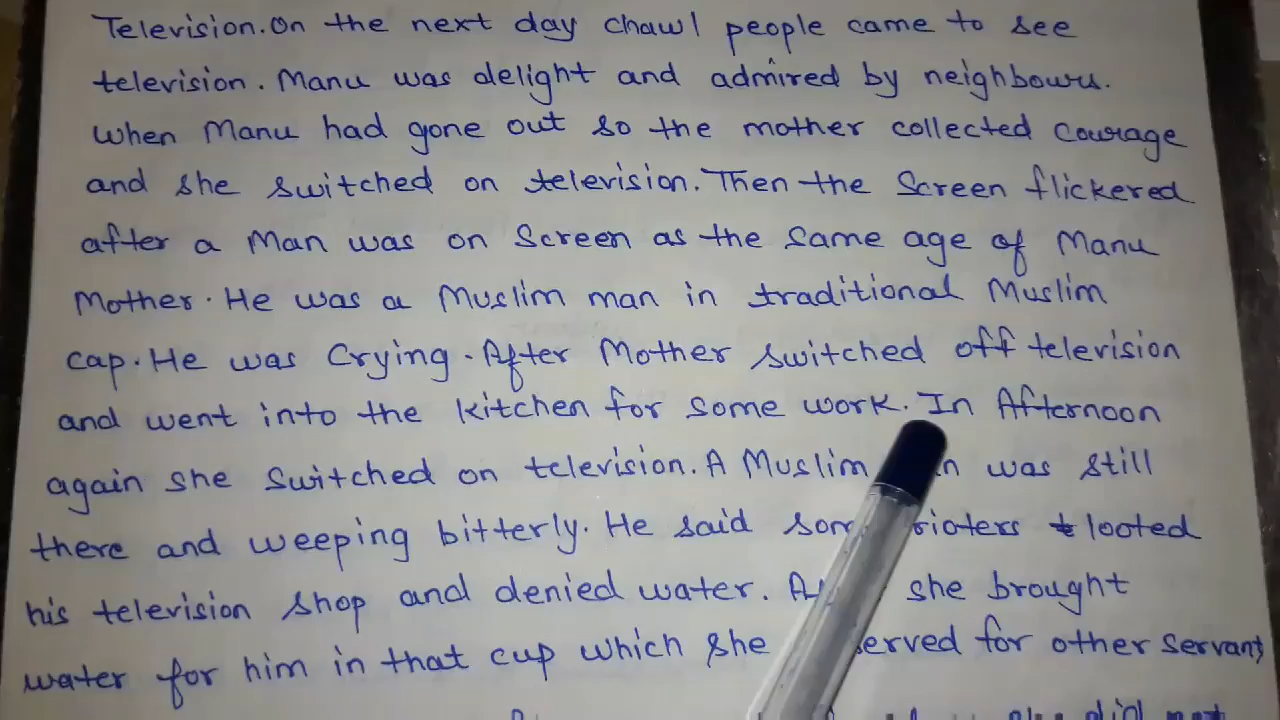 Television. On the next day chawl people came to see
television. Manu was delight and admired by neighbours.
When Manu had gone out so the mother collected courage
and she switched on television. Then the Screen flickered
after a Man was on Screen as the same age of Manu
Mother. He was a Muslim man in traditional Muslim
cap. He was Crying. After Mother switched off television
and went into the kitchen for some work. In Afternoon
again she Switched on television. A Muslim was still
there and weeping bitterly. He said looted
his television shop and denied water. she brought
water for him in that cup which she for other servant
did not